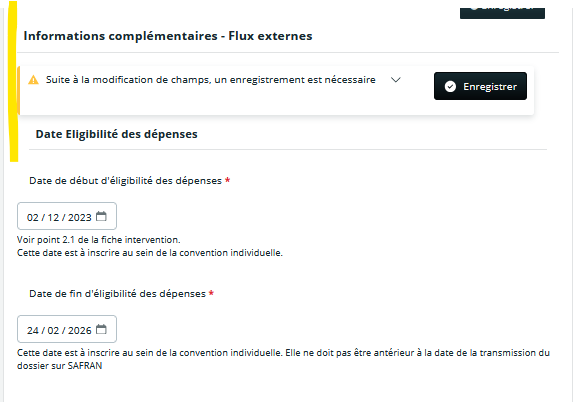 Informations complémentaires - Flux externes
Suite à la modification de champs, un enregistrement est nécessaire
Enregistrer
Date Eligibilité des dépenses
Date de début d'éligibilité des dépenses *
02 / 12 / 2023
Voir point 2.1 de la fiche intervention.
Cette date est à inscrire au sein de la convention individuelle.
Date de fin d'éligibilité des dépenses *
24 / 02 / 2026
Cette date est à inscrire au sein de la convention individuelle. Elle ne doit pas être antérieur à la date de la transmission du
dossier sur SAFRAN